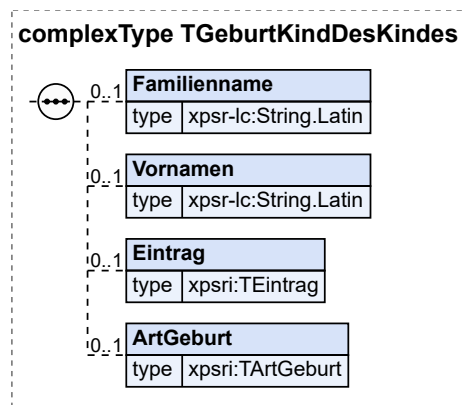 complexType TGeburtKindDesKindes
0..1 Familienname
type xpsr-lc:String.Latin
0..1 Vornamen
type xpsr-lc:String.Latin
0..1 Eintrag
type xpsri:TEintrag
0..1 ArtGeburt
type xpsri:TArtGeburt